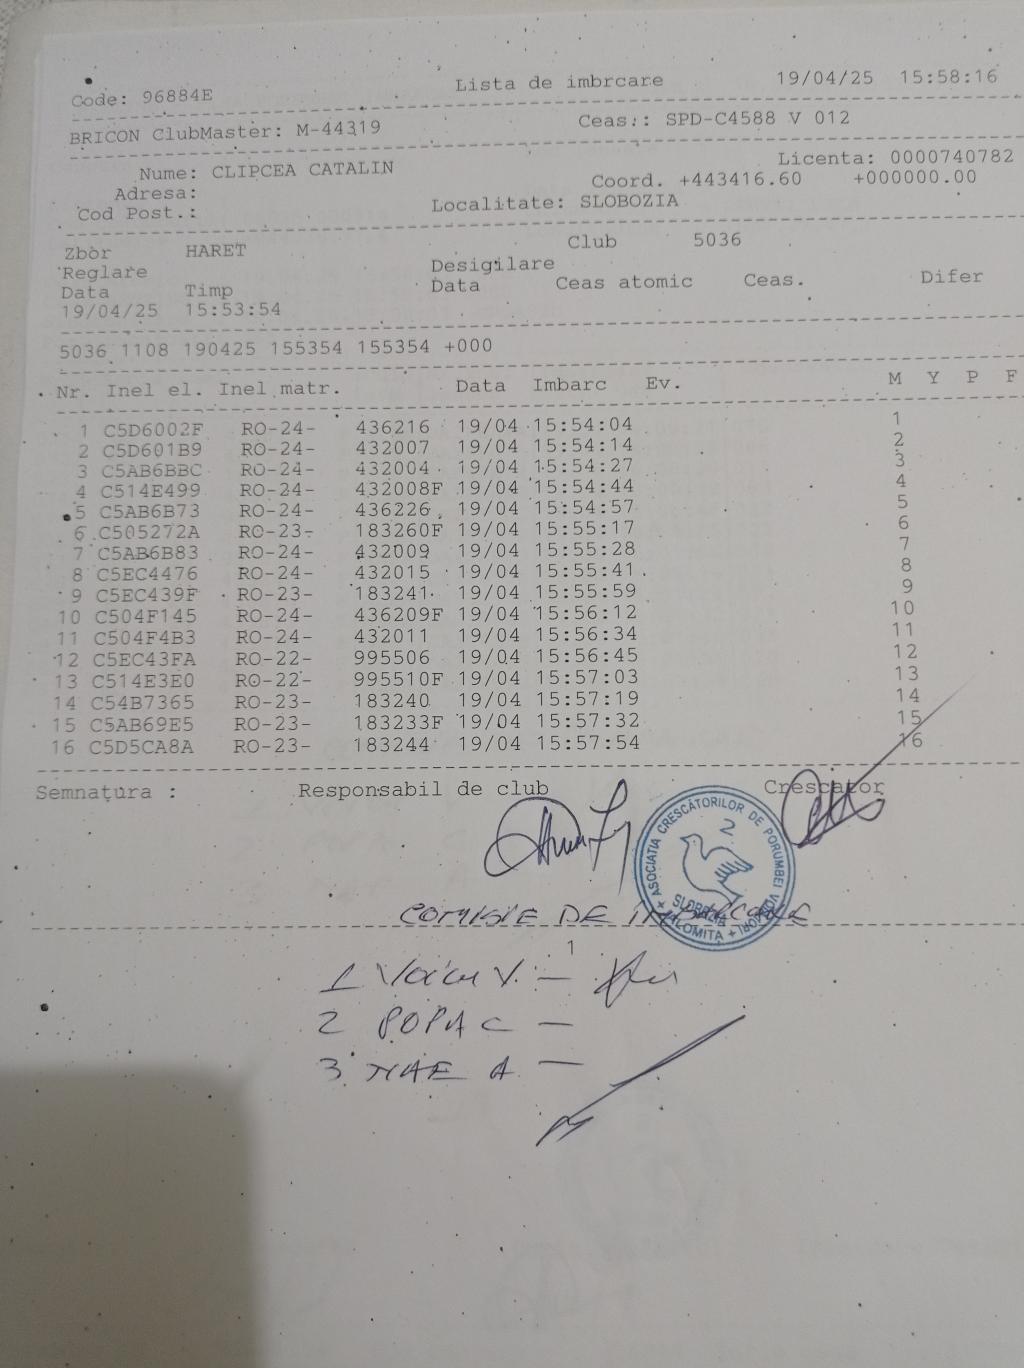 Code: 96884E Lista de imbrcare 19/04/25 15:58:16
BRICON ClubMaster: M-44319 Ceas.: SPD-C4588 V 012
Nume: CLIPCEA CATALIN Licenta: 0000740782
Adresa: Coord. +443416.60 +000000.00
Cod Post.: Localitate: SLOBOZIA
Zbor HARET Club 5036
Reglare Desigilare
Data Timp Data Ceas atomic Ceas. Difer
19/04/25 15:53:54
5036 1108 190425 155354 155354 +000
Nr. Inel el. Inel matr. Data Imbarc Ev. M Y P F
1 C5D6002F RO-24- 436216 19/04 15:54:04 1
2 C5D601B9 RO-24- 432007 19/04 15:54:14 2
3 C5AB6BBC RO-24- 432004 19/04 15:54:27 3
4 C514E499 RO-24- 432008F 19/04 15:54:44 4
5 C5AB6B73 RO-24- 436226 19/04 15:54:57 5
6 C505272A RO-23- 183260F 19/04 15:55:17 6
7 C5AB6B83 RO-24- 432009 19/04 15:55:28 7
8 C5EC4476 RO-24- 432015 19/04 15:55:41 8
9 C5EC439F RO-23- 183241 19/04 15:55:59 9
10 C504F145 RO-24- 436209F 19/04 15:56:12 10
11 C504F4B3 RO-24- 432011 19/04 15:56:34 11
12 C5EC43FA RO-22- 995506 19/04 15:56:45 12
13 C514E3E0 RO-22- 995510F 19/04 15:57:03 13
14 C54B7365 RO-23- 183240 19/04 15:57:19 14
15 C5AB69E5 RO-23- 183233F 19/04 15:57:32 15
16 C5D5CA8A RO-23- 183244 19/04 15:57:54 16
Semnatura : Responsabil de club Crescator
ASOCIATIA CRESCĂTORILOR DE PORUMBEI VOIAJORI + IALOMIȚA +
2
SLOBOZIA
COMISIE DE IMBARCARE
1
1 V. -
2 POPA C -
3. NAE A. -